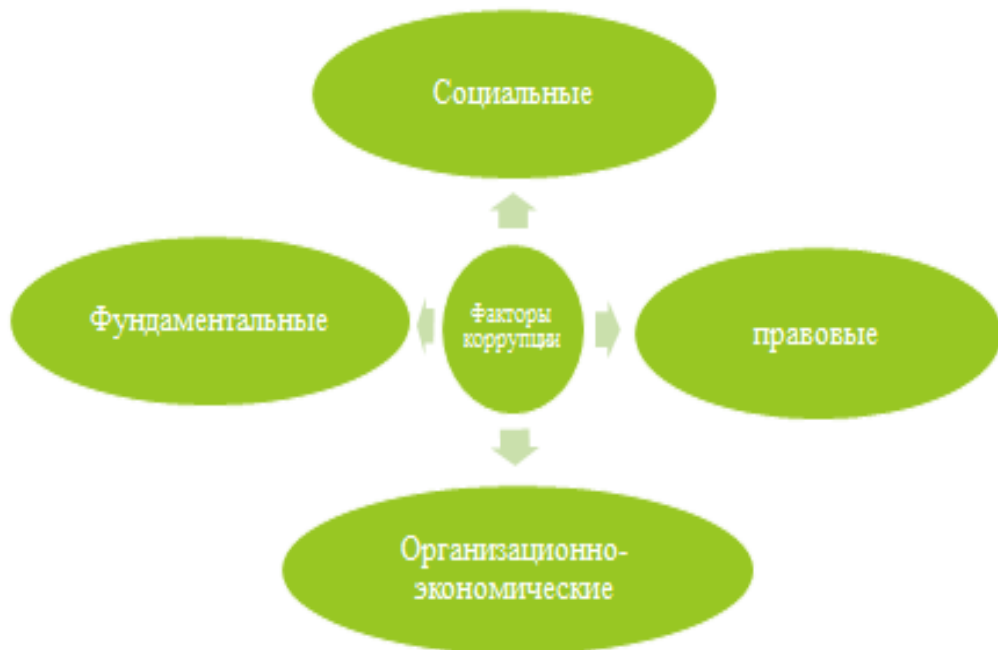 Социальные
Фундаментальные
Факторы
коррупции
правовые
Организационно-
экономические